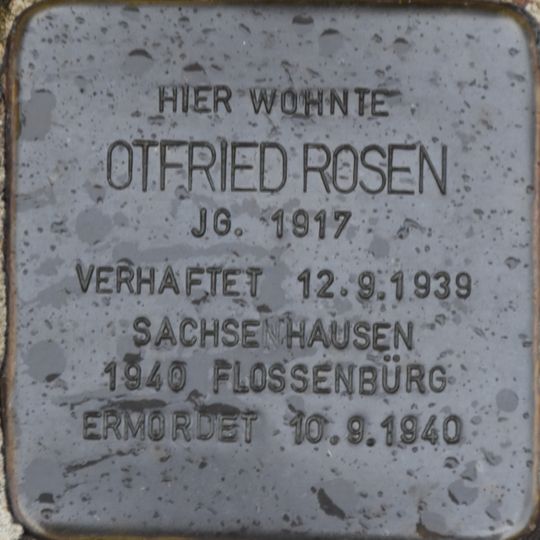 HIER WOHNTE
OTFRIED ROSEN
JG. 1917
VERHAFTET 12.9.1939
SACHSENHAUSEN
1940 FLOSSENBÜRG
ERMORDET 10.9.1940